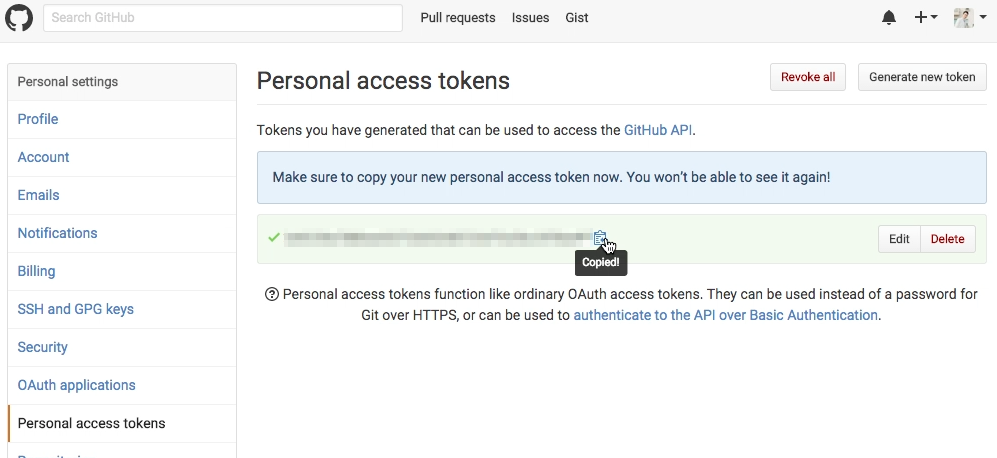 Search GitHub
Pull requests Issues Gist
Personal settings
Profile
Account
Emails
Notifications
Billing
SSH and GPG keys
Security
OAuth applications
Personal access tokens
Personal access tokens
Revoke all
Generate new token
Tokens you have generated that can be used to access the GitHub API.
Make sure to copy your new personal access token now. You won't be able to see it again!
Copied!
Edit
Delete
Personal access tokens function like ordinary OAuth access tokens. They can be used instead of a password for
Git over HTTPS, or can be used to authenticate to the API over Basic Authentication.